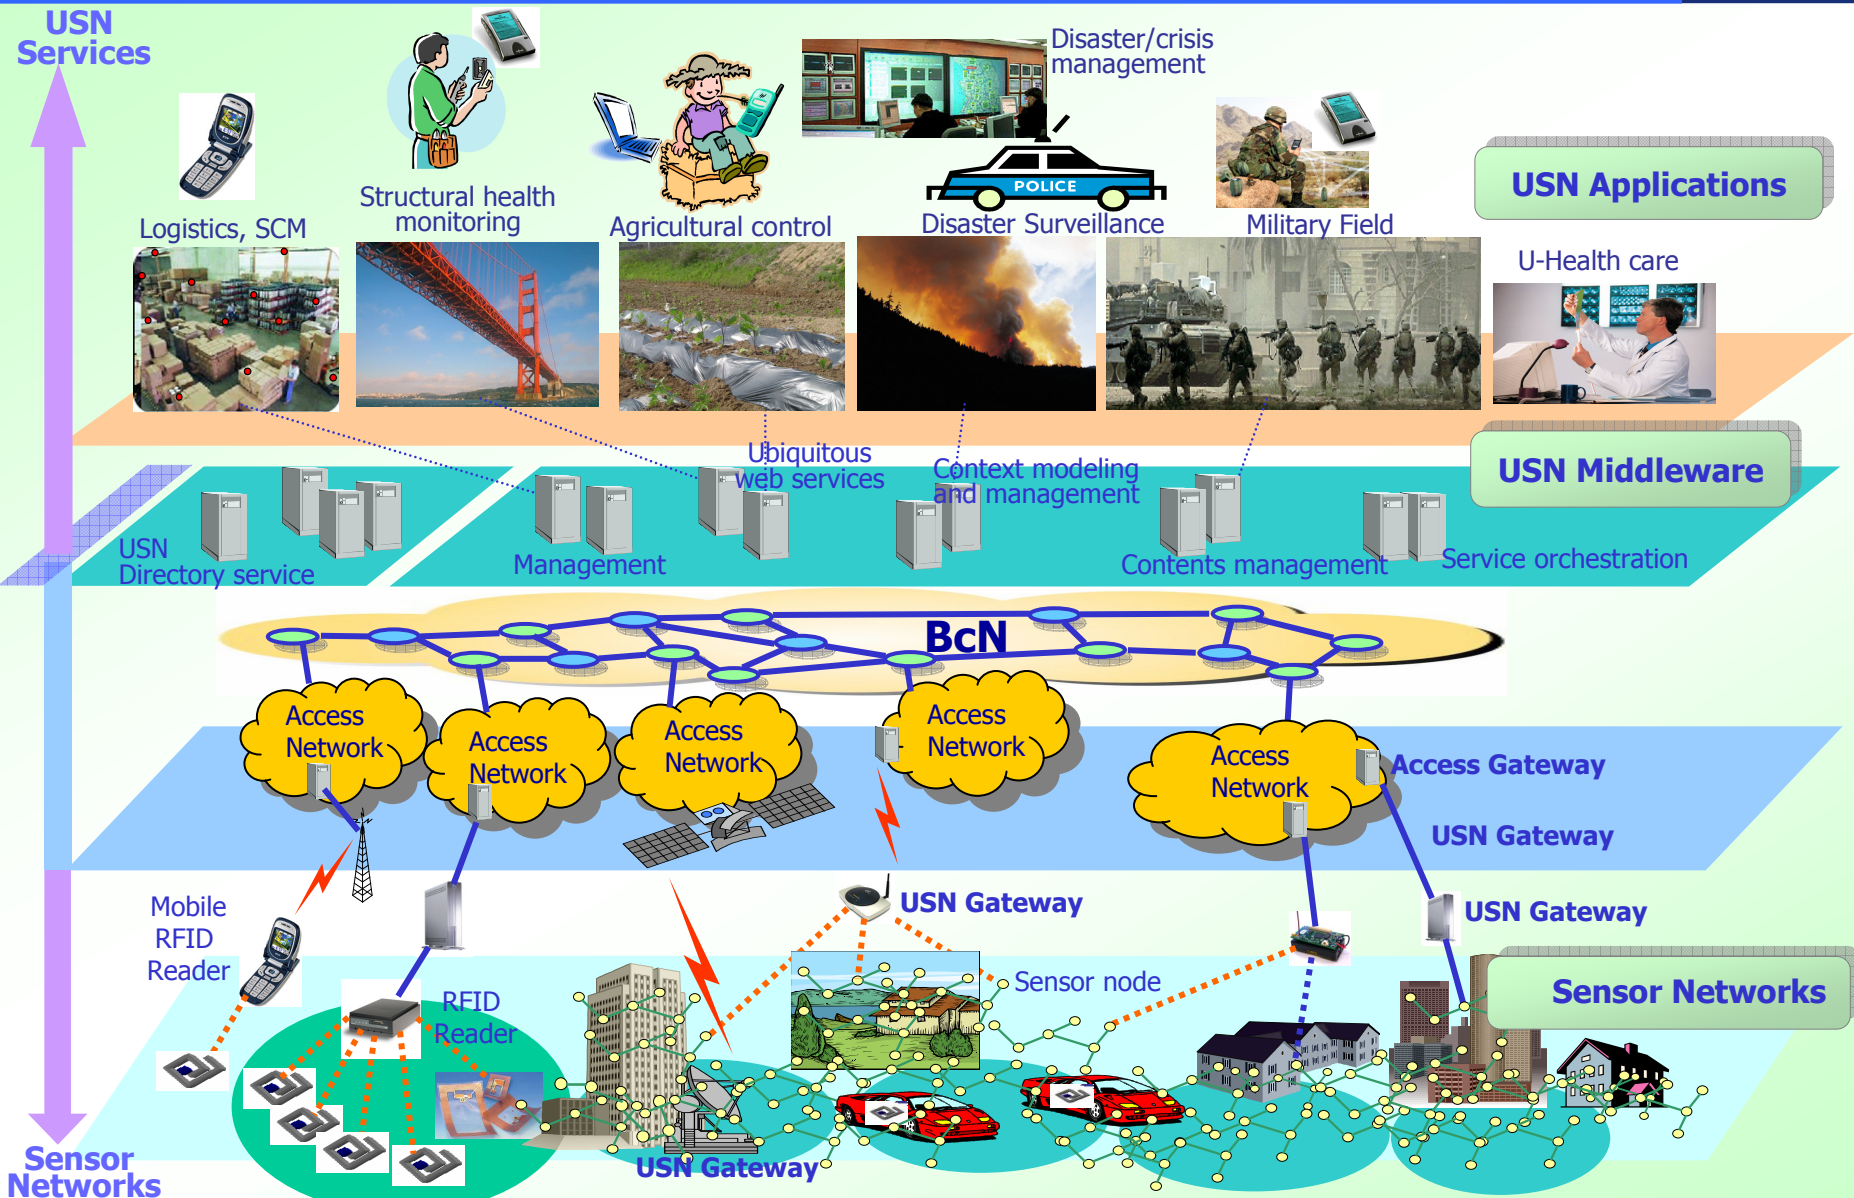 USN
Services
Disaster/crisis
management
POLICE
USN Applications
Structural health
monitoring
Logistics, SCM
Agricultural control
Disaster Surveillance
Military Field
U-Health care
USN Middleware
Ubiquitous
web services
Context modeling
and management
USN
Directory service
Management
Contents management
Service orchestration
BcN
Access
Network
Access
Network
Access
Network
Access
Network
Access
Network
Access Gateway
USN Gateway
Mobile
RFID
Reader
USN Gateway
USN Gateway
RFID
Reader
Sensor node
Sensor Networks
USN Gateway
Sensor
Networks